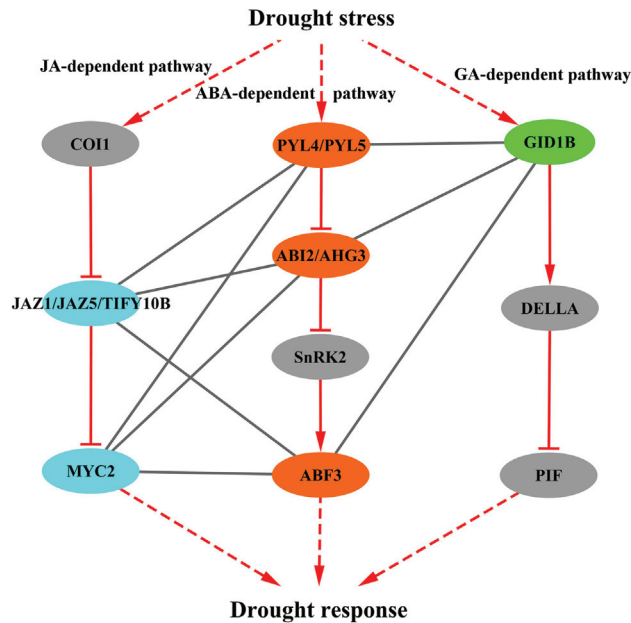 Drought stress
JA-dependent pathway
GA-dependent pathway
ABA-dependent pathway
COI1
PYL4/PYL5
GID1B
ABI2/AHG3
JAZ1/JAZ5/TIFY10B
DELLA
SnRK2
MYC2
ABF3
PIF
Drought response